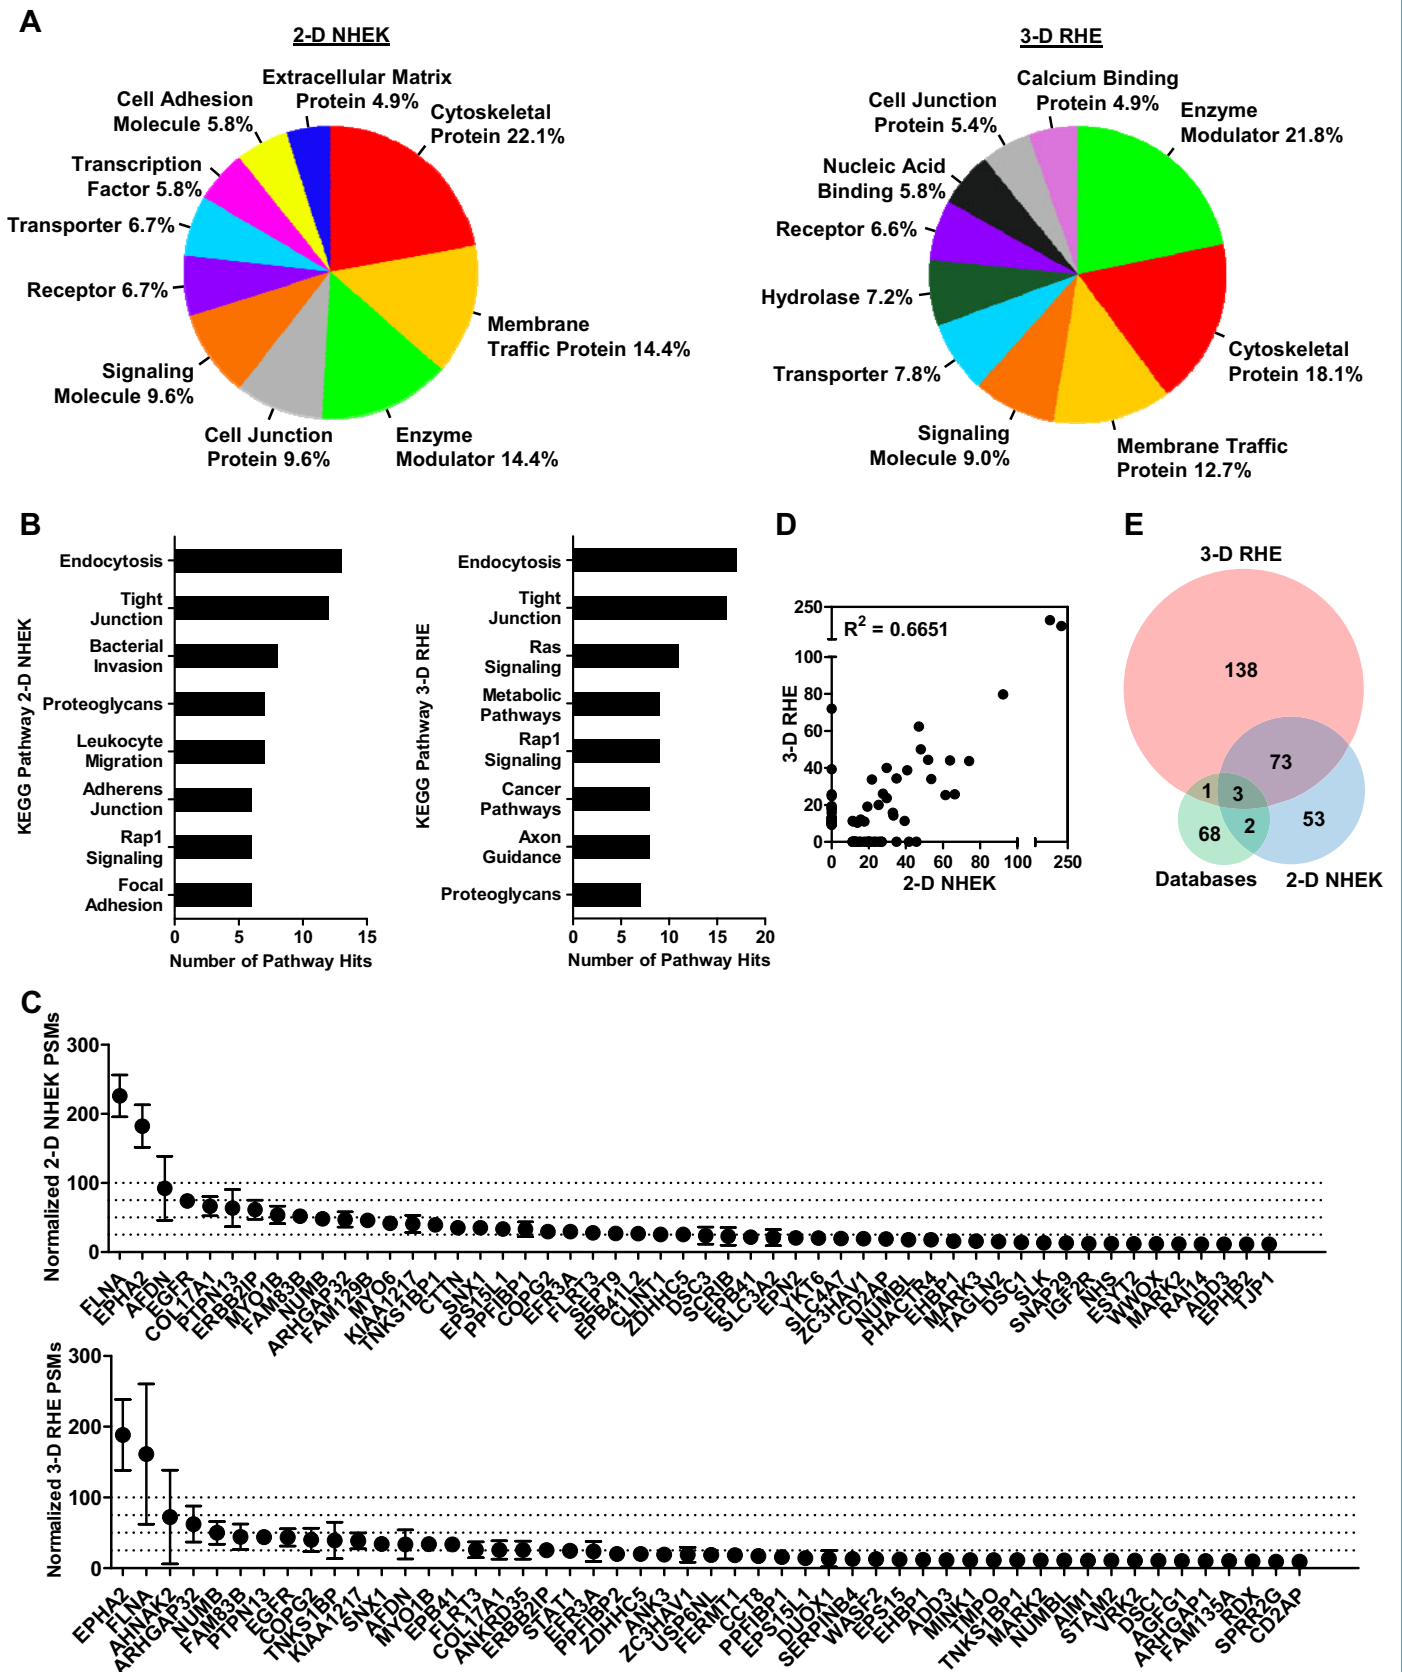 A
2-D NHEK
Extracellular Matrix
Protein 4.9%
Cytoskeletal
Protein 22.1%
Membrane
Traffic Protein 14.4%
Enzyme
Modulator 14.4%
Cell Junction
Protein 9.6%
Signaling
Molecule 9.6%
Receptor 6.7%
Transporter 6.7%
Transcription
Factor 5.8%
Cell Adhesion
Molecule 5.8%
3-D RHE
Calcium Binding
Protein 4.9%
Enzyme
Modulator 21.8%
Cytoskeletal
Protein 18.1%
Membrane Traffic
Protein 12.7%
Signaling
Molecule 9.0%
Transporter 7.8%
Hydrolase 7.2%
Receptor 6.6%
Nucleic Acid
Binding 5.8%
Cell Junction
Protein 5.4%
B
KEGG Pathway 2-D NHEK
Endocytosis
Tight
Junction
Bacterial
Invasion
Proteoglycans
Leukocyte
Migration
Adherens
Junction
Rap1
Signaling
Focal
Adhesion
0 5 10 15
Number of Pathway Hits
KEGG Pathway 3-D RHE
Endocytosis
Tight
Junction
Ras
Signaling
Metabolic
Pathways
Rap1
Signaling
Cancer
Pathways
Axon
Guidance
Proteoglycans
0 5 10 15 20
Number of Pathway Hits
D
R2 = 0.6651
3-D RHE
250
100
80
60
40
20
0
0 20 40 60 80 100 250
2-D NHEK
E
3-D RHE
138
73
1 3
68 2 53
Databases 2-D NHEK
C
Normalized 2-D NHEK PSMs
300
200
100
0
FLNA
EPHA2
AFDN
EGFR
COL17A1
PTPN13
ERBB2IP
MYO1B
FAM83B
NUMB
ARHGAP32
FAM129B
MYO6
KIAA1217
TNKS1BP1
CTTN
SNX1
EPS15L1
PPFIBP1
COPG2
EFR3A
FLRT3
SEPT9
EPB41L2
CLINT1
ZDHHC5
DSC3
SCRIB
EPB41
SLC3A2
EPN2
YKT6
SLC4A7
ZC3HAV1
CD2AP
NUMBL
PHACTR4
EHBP1
MARK3
TAGLN2
DSC1
SLK
SNAP29
IGF2R
NHS
ESYT2
WWOX
MARK2
RAI14
ADD3
EPHB2
TJP1
Normalized 3-D RHE PSMs
300
200
100
0
EPHA2
FLNA
AHNAK2
ARHGAP32
NUMB
FAM83B
PTPN13
EGFR
COPG2
TNKS1BP
KIAA1217
SNX1
AFDN
MYO1B
EPB41
FLRT3
COL17A1
ANKRD35
ERBB2IP
STAT1
EFR3A
PPFIBP2
ZDHHC5
ANK3
ZC3HAV1
USP6NL
FERMT1
CCT8
PPFIBP1
EPS15L1
DUOX1
SERPINB4
WASF2
EPS15
EHBP1
ADD3
MINK1
TMPO
TNKS1BP1
MARK2
NUMBL
AIM1
STAM2
VRK2
DSC1
AGFG1
ARHGAP1
FAM135A
RDX
SPRR2G
CD2AP